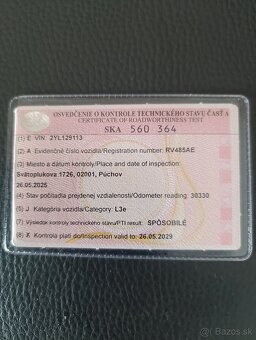 OSVEDČENIE O KONTROLE TECHNICKÉHO STAVU ČASŤ A
CERTIFICATE OF ROADWORTHINESS TEST
SKA 560 364
(1) E VIN 2YL129113
(2) A Evidenčné číslo vozidla/Registration number: RV485AE
(3) Miesto a dátum kontroly/Place and date of inspection:
Svätoplukova 1726, 02001, Púchov
26.05.2025
(4) Stav počítadla prejdenej vzdialenosti/Odometer reading: 30330
(5) J Kategória vozidla/Category: L3e
(7) Výsledok kontroly technického stavu/PTI result: SPÔSOBILÉ
(8) X Kontrola platí do/Inspection valid to: 26.05.2029
Bazos.sk